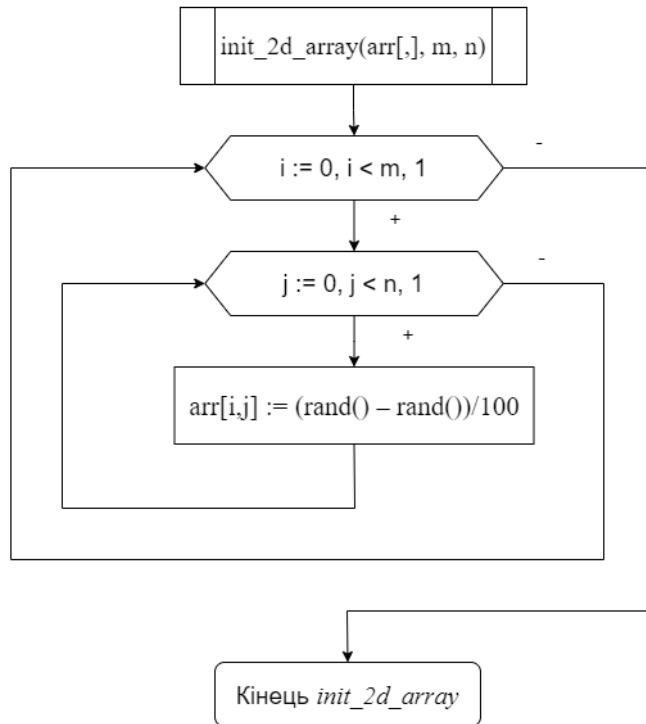 init_2d_array(arr[,], m, n)
i := 0, i < m, 1
-
+
j := 0, j < n, 1
-
+
arr[i,j] := (rand() – rand())/100
Кінець init_2d_array